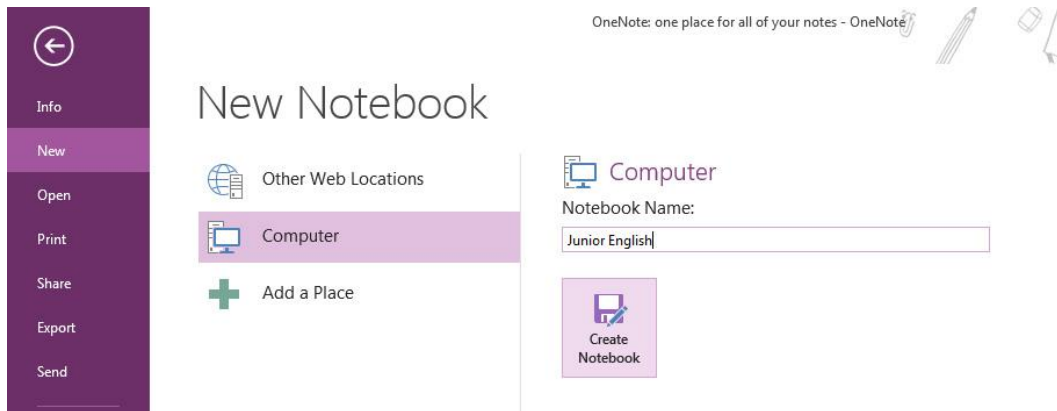 OneNote: one place for all of your notes - OneNote
Info
New
Open
Print
Share
Export
Send
New Notebook
Other Web Locations
Computer
Add a Place
Computer
Notebook Name:
Junior English
Create
Notebook